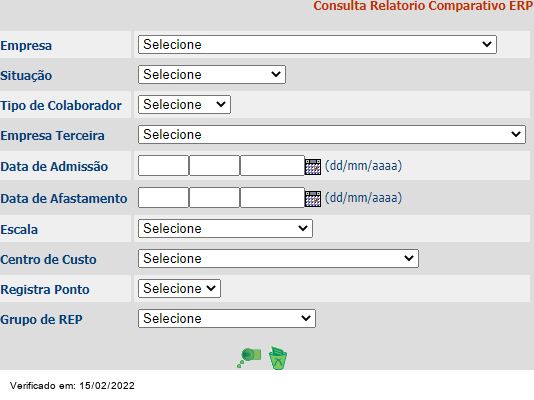 Consulta Relatorio Comparativo ERP
Empresa Selecione
Situação Selecione
Tipo de Colaborador Selecione
Empresa Terceira Selecione
Data de Admissão (dd/mm/aaaa)
Data de Afastamento (dd/mm/aaaa)
Escala Selecione
Centro de Custo Selecione
Registra Ponto Selecione
Grupo de REP Selecione
Verificado em: 15/02/2022